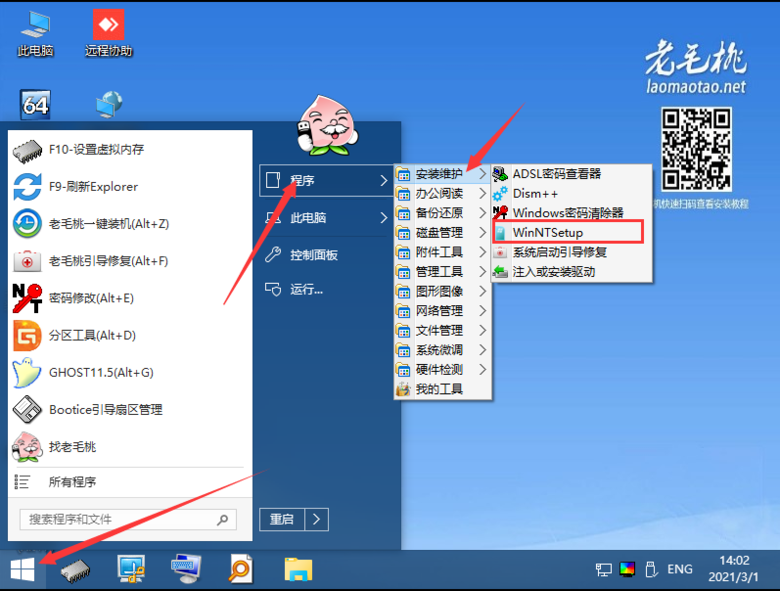 此电脑
远程协助
64
老毛桃
laomaotao.net
机快速扫码查看安装教程
F10-设置虚拟内存
F9-刷新Explorer
老毛桃一键装机(Alt+Z)
老毛桃引导修复(Alt+F)
密码修改(Alt+E)
分区工具(Alt+D)
GHOST11.5(Alt+G)
Bootice引导扇区管理
找老毛桃
所有程序
搜索程序和文件
程序
此电脑
控制面板
运行...
重启
安装维护
办公阅读
备份还原
磁盘管理
附件工具
管理工具
图形图像
网络管理
文件管理
系统微调
硬件检测
我的工具
ADSL密码查看器
Dism++
Windows密码清除器
WinNTSetup
系统启动引导修复
注入或安装驱动
ENG
14:02
2021/3/1